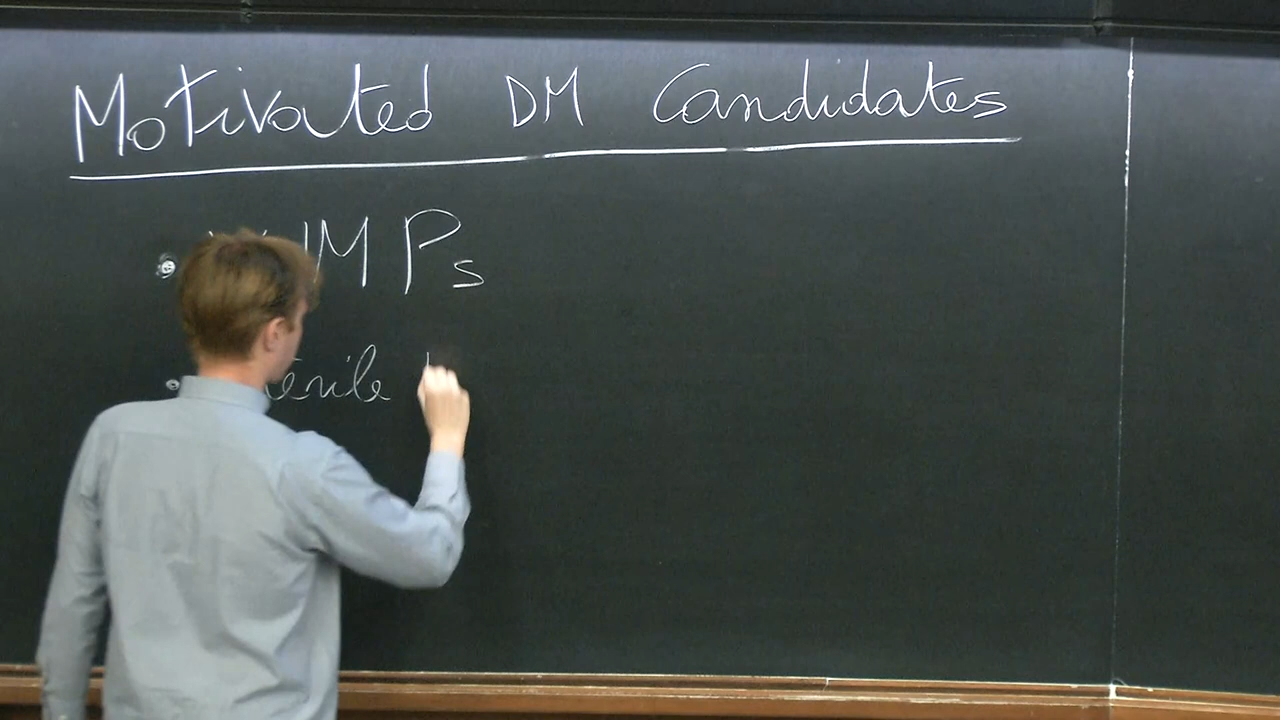 Motivated DM Candidates
• WIMPs
• Sterile